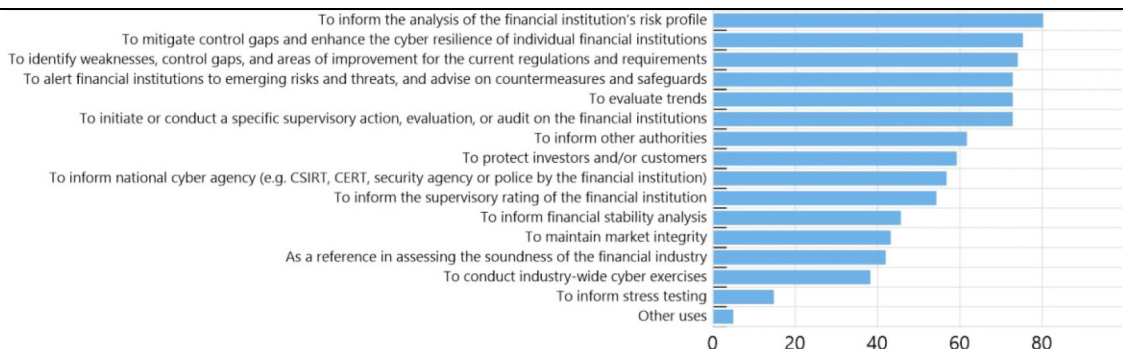 0 20 40 60 80
To inform the analysis of the financial institution's risk profile
To mitigate control gaps and enhance the cyber resilience of individual financial institutions
To identify weaknesses, control gaps, and areas of improvement for the current regulations and requirements
To alert financial institutions to emerging risks and threats, and advise on countermeasures and safeguards
To evaluate trends
To initiate or conduct a specific supervisory action, evaluation, or audit on the financial institutions
To inform other authorities
To protect investors and/or customers
To inform national cyber agency (e.g. CSIRT, CERT, security agency or police by the financial institution)
To inform the supervisory rating of the financial institution
To inform financial stability analysis
To maintain market integrity
As a reference in assessing the soundness of the financial industry
To conduct industry-wide cyber exercises
To inform stress testing
Other uses
0 20 40 60 80